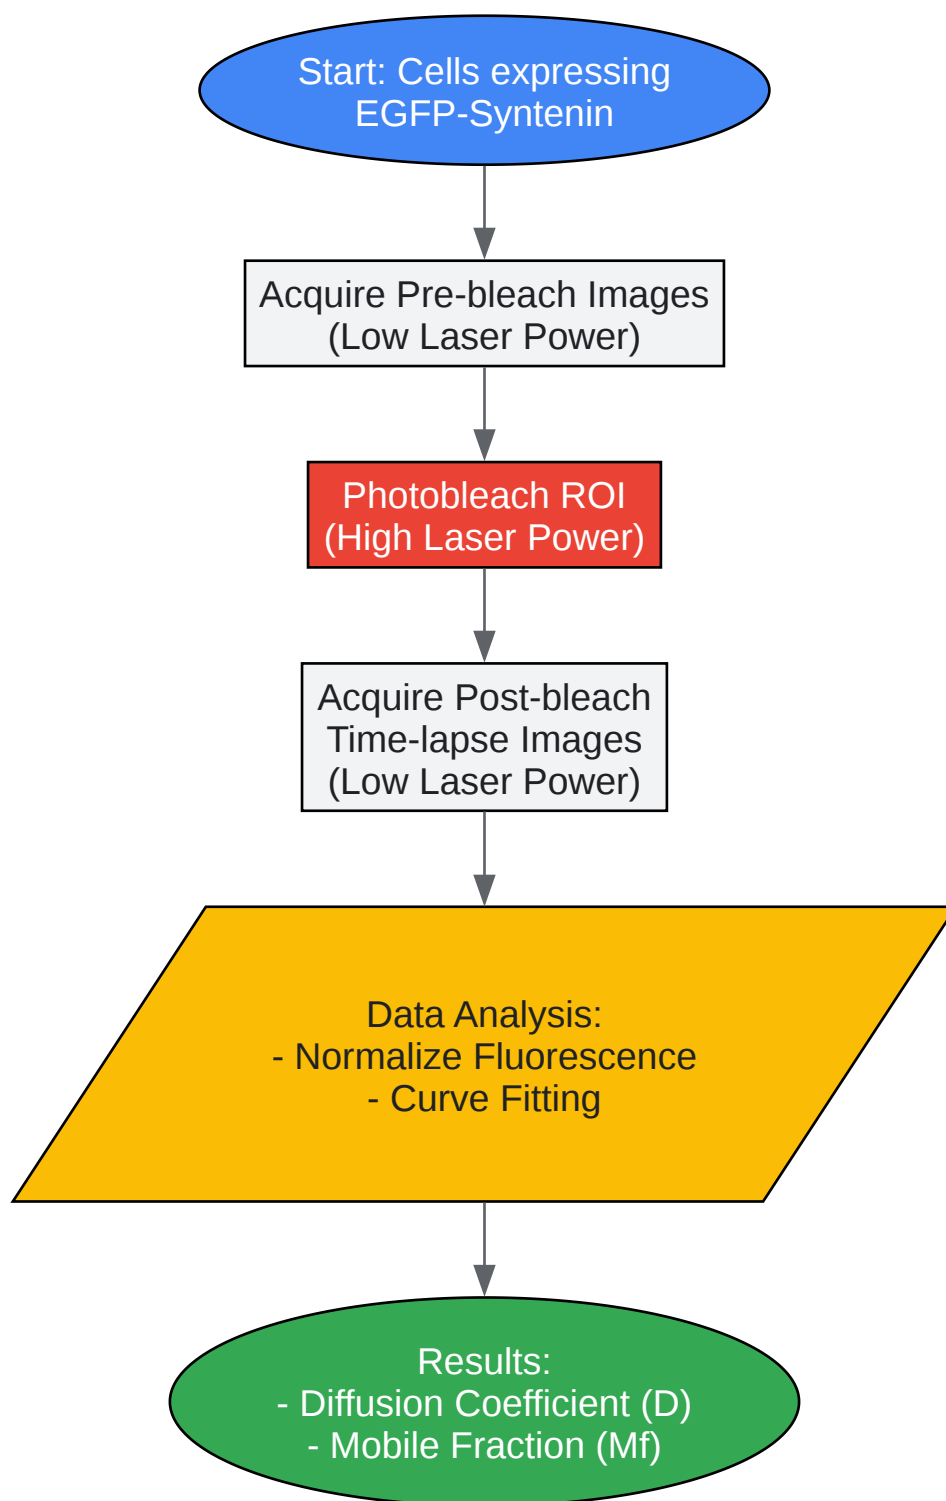 Start: Cells expressing
EGFP-Syntenin
Acquire Pre-bleach Images
(Low Laser Power)
Photobleach ROI
(High Laser Power)
Acquire Post-bleach
Time-lapse Images
(Low Laser Power)
Data Analysis:
- Normalize Fluorescence
- Curve Fitting
Results:
- Diffusion Coefficient (D)
- Mobile Fraction (Mf)